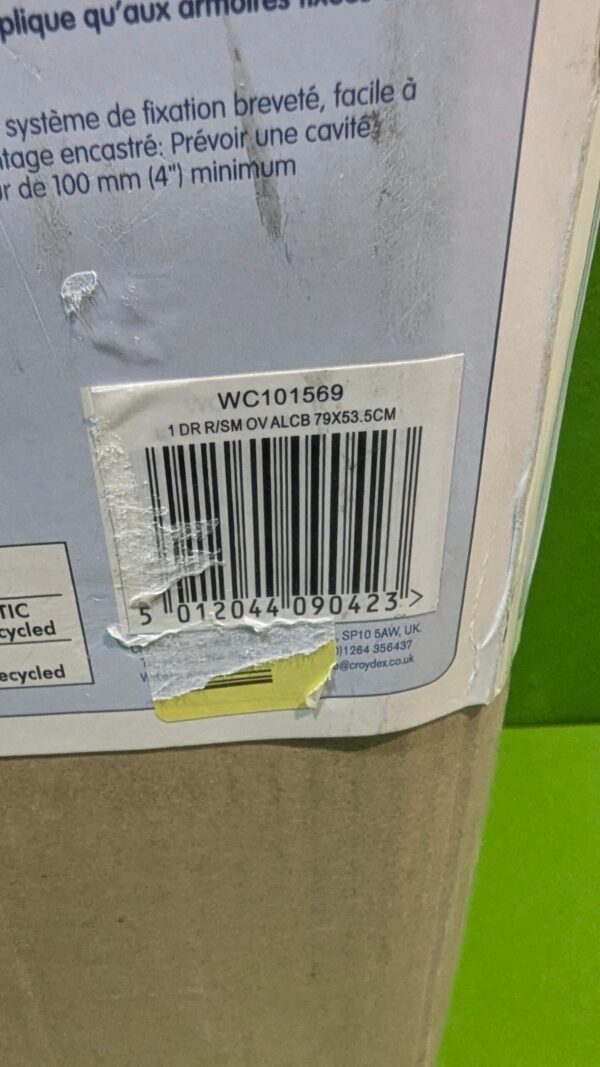 plique qu'aux armoires
système de fixation breveté, facile à
tage encastré: Prévoir une cavité
r de 100 mm (4") minimum
WC101569
1 DR R/SM OV ALCB 79X53.5CM
5 012044 090423 >
TIC
cycled
ecycled
, SP10 5AW, UK.
)1264 356437
@croydex.co.uk